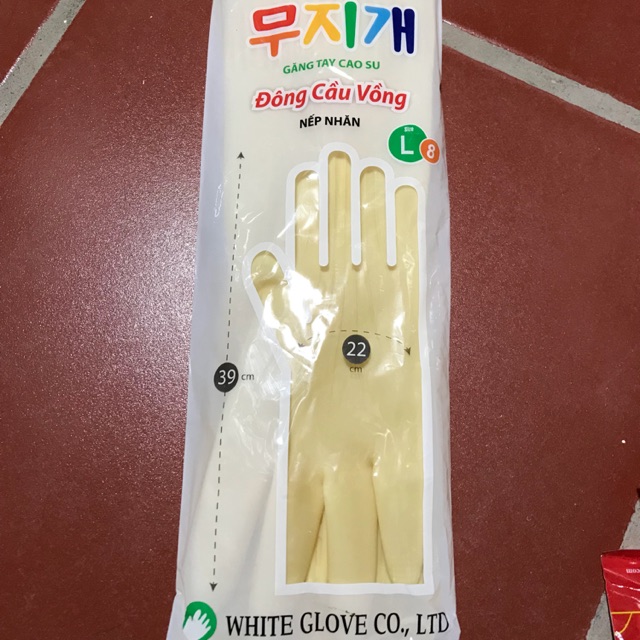 무지개
GĂNG TAY CAO SU
Đông Cầu Vồng
NẾP NHĂN
L
8
39 cm
22
cm
WHITE GLOVE CO., LTD